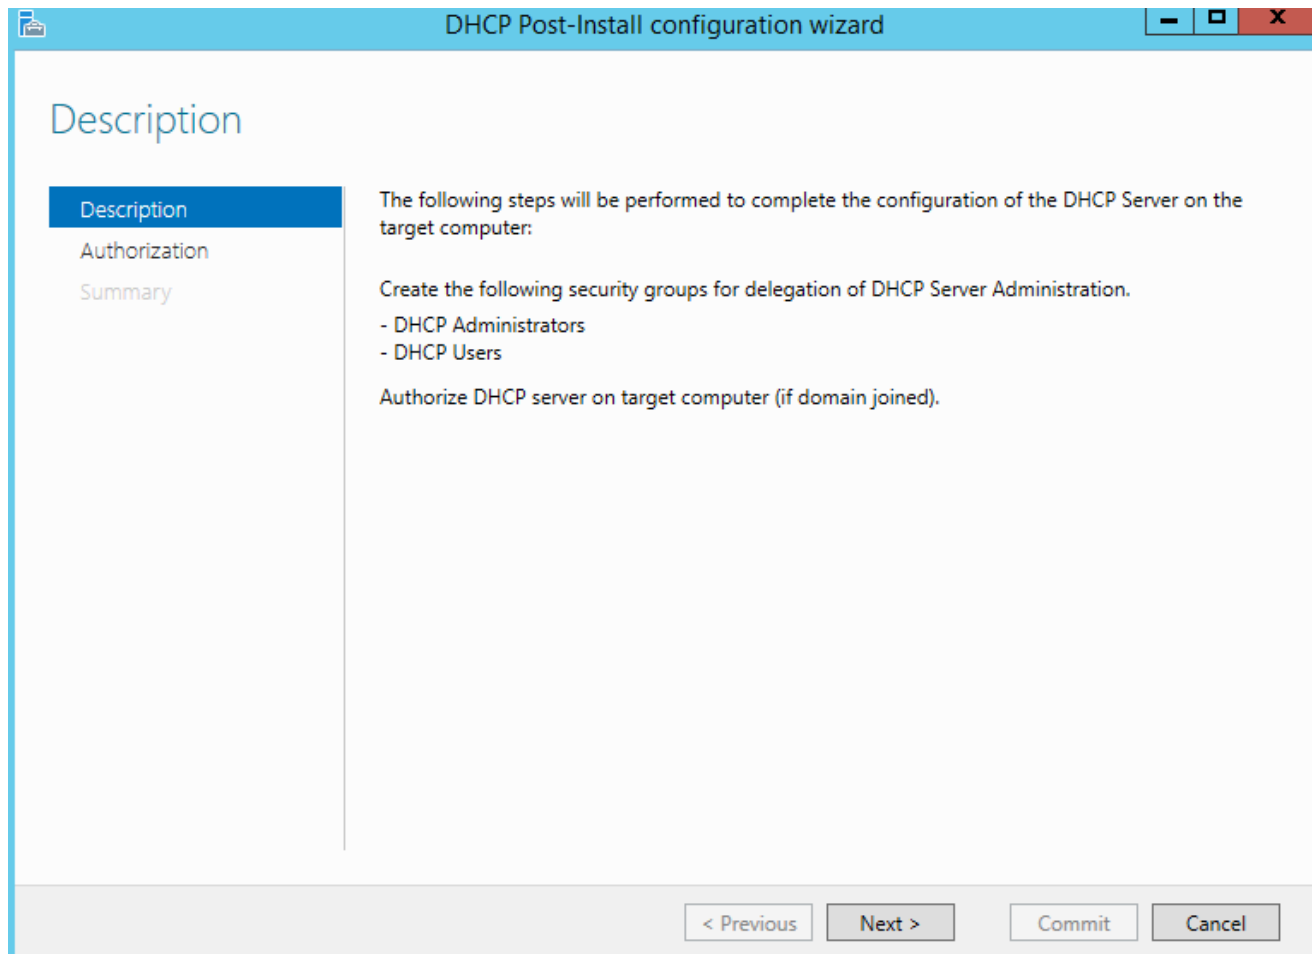 DHCP Post-Install configuration wizard
Description
Description
Authorization
Summary
The following steps will be performed to complete the configuration of the DHCP Server on the
target computer:
Create the following security groups for delegation of DHCP Server Administration.
- DHCP Administrators
- DHCP Users
Authorize DHCP server on target computer (if domain joined).
< Previous
Next >
Commit
Cancel